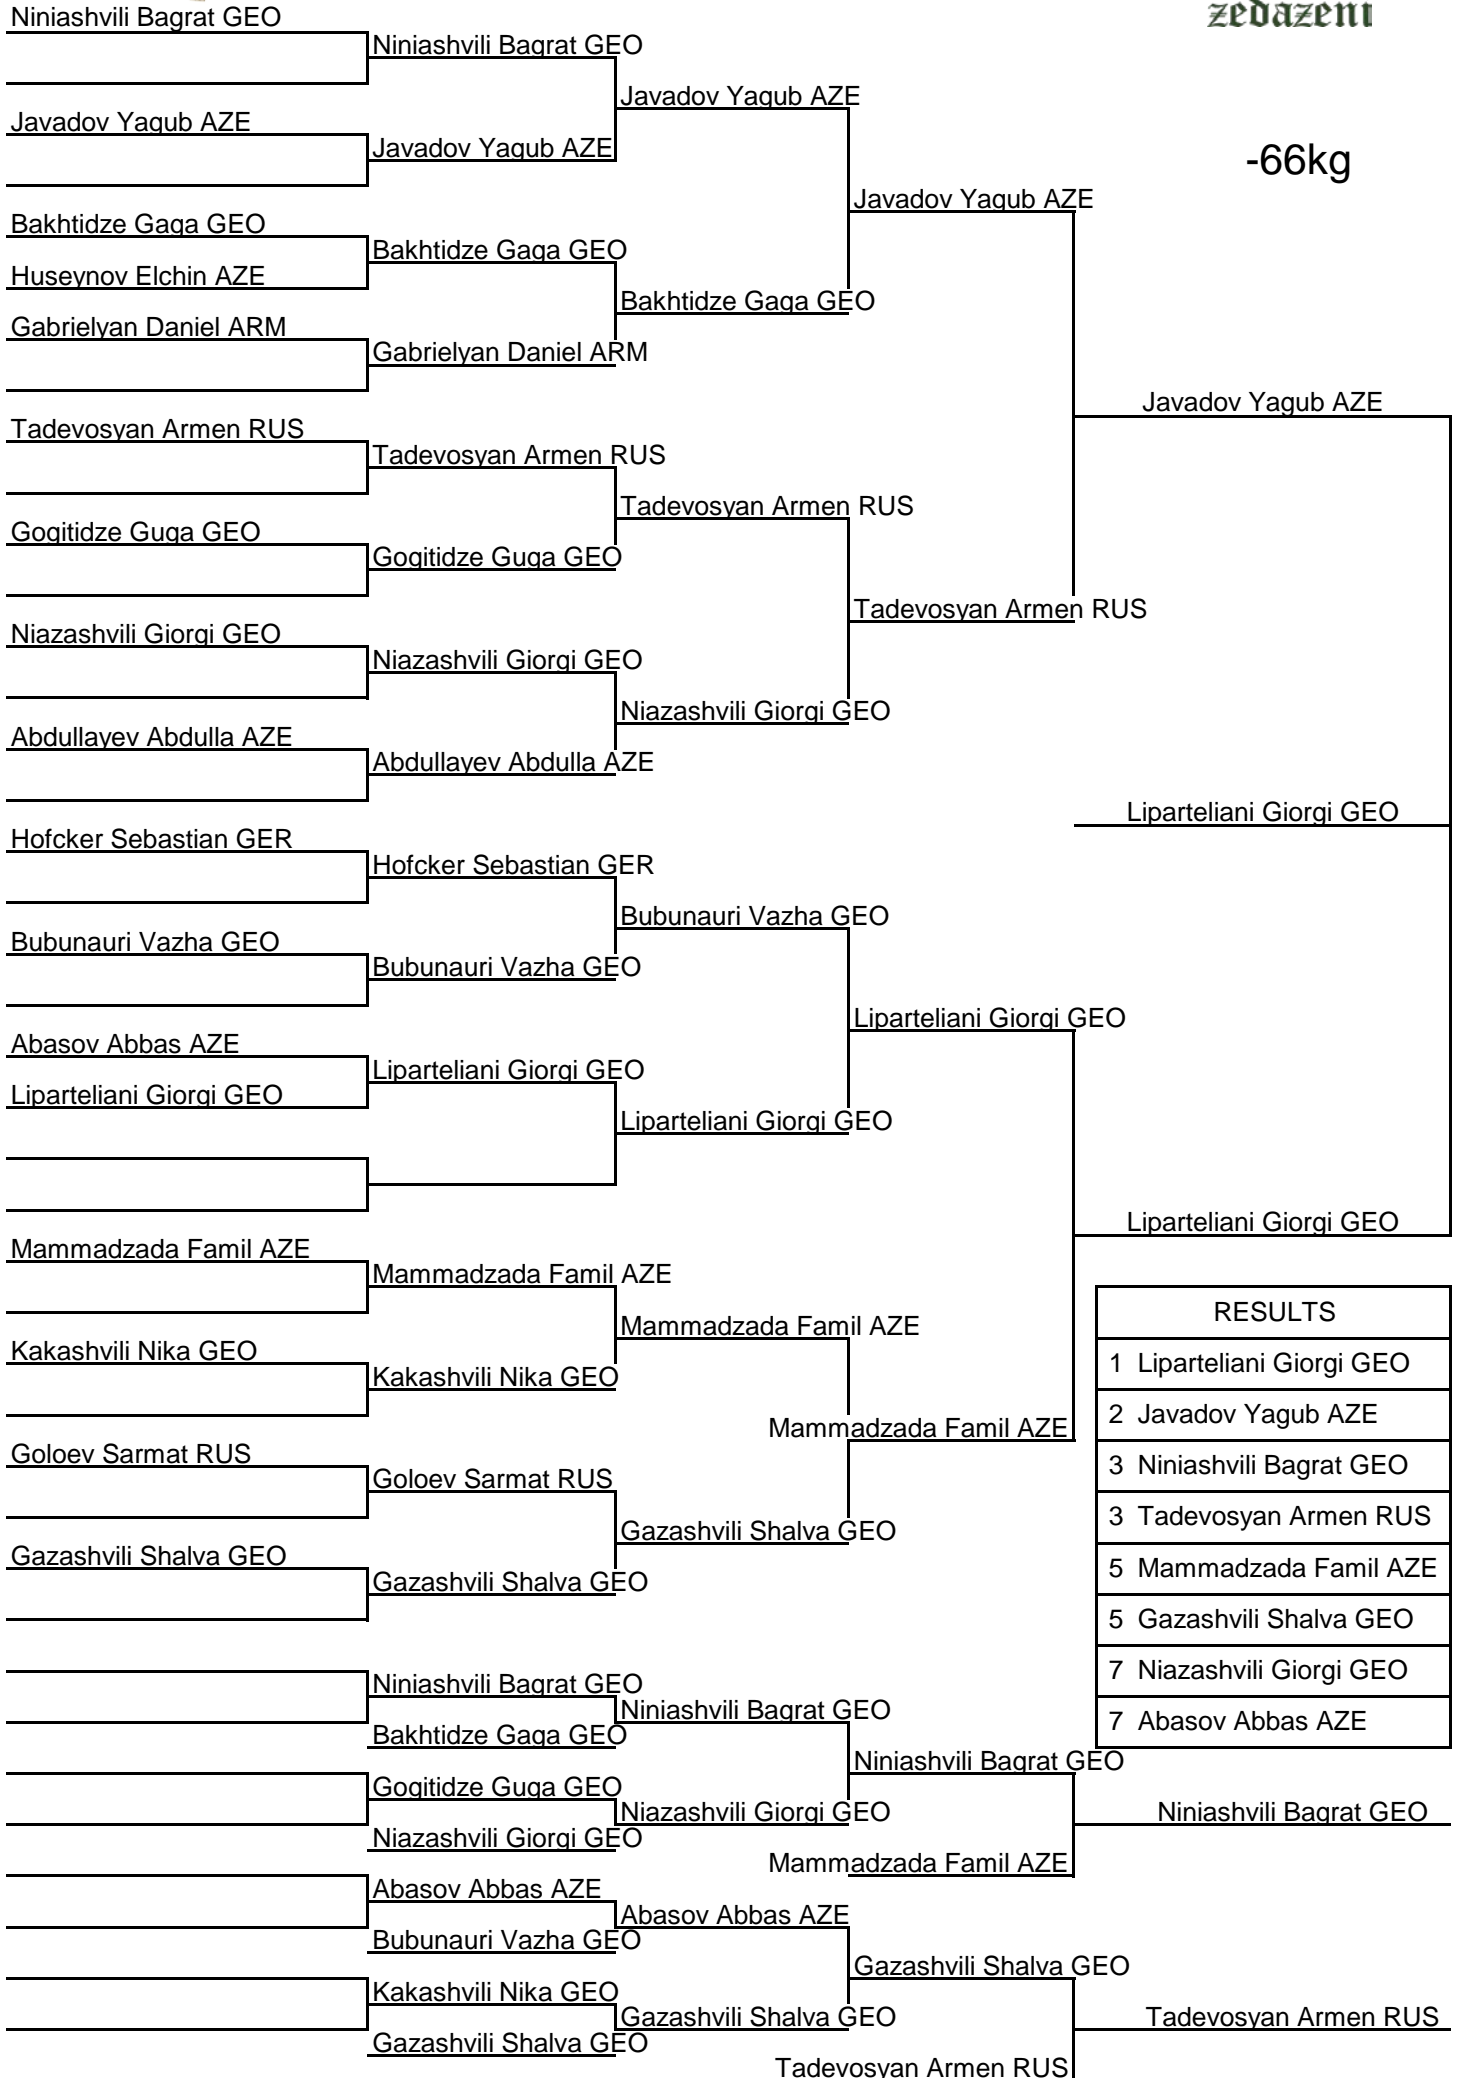 zedazeni
-66kg
Niniashvili Bagrat GEO
Javadov Yagub AZE
Bakhtidze Gaga GEO
Huseynov Elchin AZE
Gabrielyan Daniel ARM
Tadevosyan Armen RUS
Gogitidze Guga GEO
Niazashvili Giorgi GEO
Abdullayev Abdulla AZE
Hofcker Sebastian GER
Bubunauri Vazha GEO
Abasov Abbas AZE
Liparteliani Giorgi GEO
Mammadzada Famil AZE
Kakashvili Nika GEO
Goloev Sarmat RUS
Gazashvili Shalva GEO
Niniashvili Bagrat GEO
Javadov Yagub AZE
Bakhtidze Gaga GEO
Gabrielyan Daniel ARM
Tadevosyan Armen RUS
Gogitidze Guga GEO
Niazashvili Giorgi GEO
Abdullayev Abdulla AZE
Hofcker Sebastian GER
Bubunauri Vazha GEO
Liparteliani Giorgi GEO
Mammadzada Famil AZE
Kakashvili Nika GEO
Goloev Sarmat RUS
Gazashvili Shalva GEO
Javadov Yagub AZE
Bakhtidze Gaga GEO
Tadevosyan Armen RUS
Niazashvili Giorgi GEO
Bubunauri Vazha GEO
Liparteliani Giorgi GEO
Mammadzada Famil AZE
Gazashvili Shalva GEO
Javadov Yagub AZE
Tadevosyan Armen RUS
Liparteliani Giorgi GEO
Mammadzada Famil AZE
Javadov Yagub AZE
Liparteliani Giorgi GEO
Liparteliani Giorgi GEO
RESULTS
1 Liparteliani Giorgi GEO
2 Javadov Yagub AZE
3 Niniashvili Bagrat GEO
3 Tadevosyan Armen RUS
5 Mammadzada Famil AZE
5 Gazashvili Shalva GEO
7 Niazashvili Giorgi GEO
7 Abasov Abbas AZE
Niniashvili Bagrat GEO
Bakhtidze Gaga GEO
Gogitidze Guga GEO
Niazashvili Giorgi GEO
Abasov Abbas AZE
Bubunauri Vazha GEO
Kakashvili Nika GEO
Gazashvili Shalva GEO
Niniashvili Bagrat GEO
Niazashvili Giorgi GEO
Abasov Abbas AZE
Gazashvili Shalva GEO
Niniashvili Bagrat GEO
Mammadzada Famil AZE
Gazashvili Shalva GEO
Tadevosyan Armen RUS
Niniashvili Bagrat GEO
Tadevosyan Armen RUS